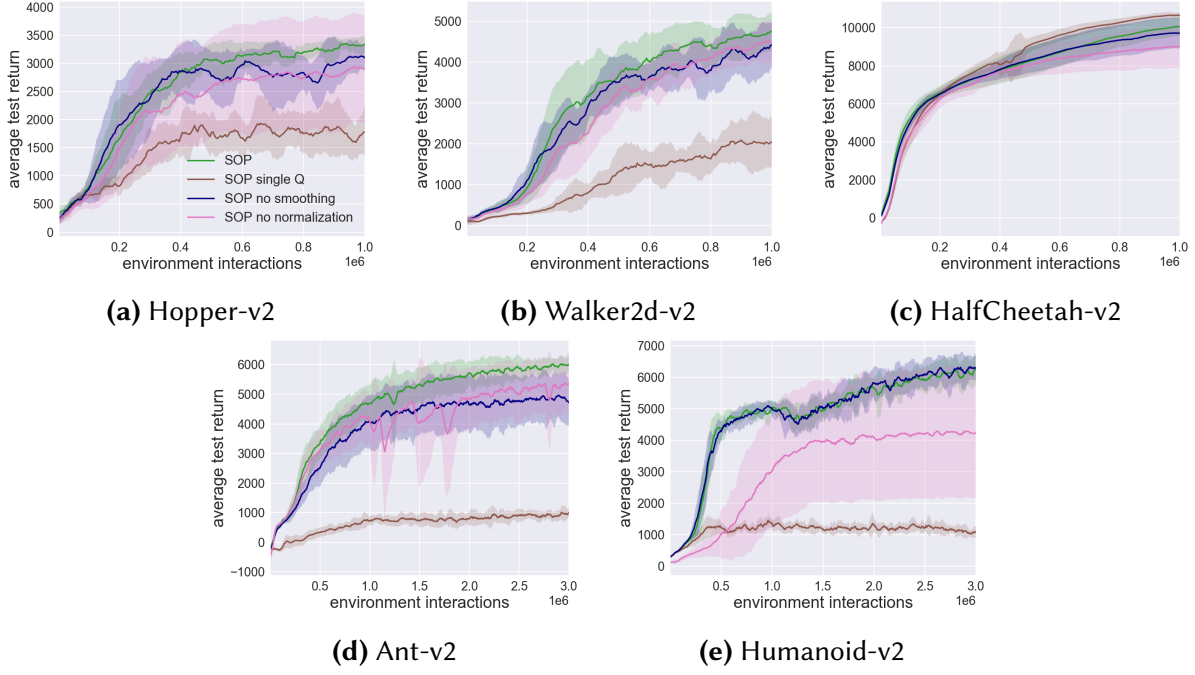 average test return
4000
3500
3000
2500
2000
1500
1000
500
0
SOP
SOP single Q
SOP no smoothing
SOP no normalization
0.2 0.4 0.6 0.8 1.0
1e6
environment interactions
(a) Hopper-v2
average test return
5000
4000
3000
2000
1000
0
0.2 0.4 0.6 0.8 1.0
1e6
environment interactions
(b) Walker2d-v2
average test return
10000
8000
6000
4000
2000
0
0.2 0.4 0.6 0.8 1.0
1e6
environment interactions
(c) HalfCheetah-v2
average test return
6000
5000
4000
3000
2000
1000
0
−1000
0.5 1.0 1.5 2.0 2.5 3.0
1e6
environment interactions
(d) Ant-v2
average test return
7000
6000
5000
4000
3000
2000
1000
0
0.5 1.0 1.5 2.0 2.5 3.0
1e6
environment interactions
(e) Humanoid-v2